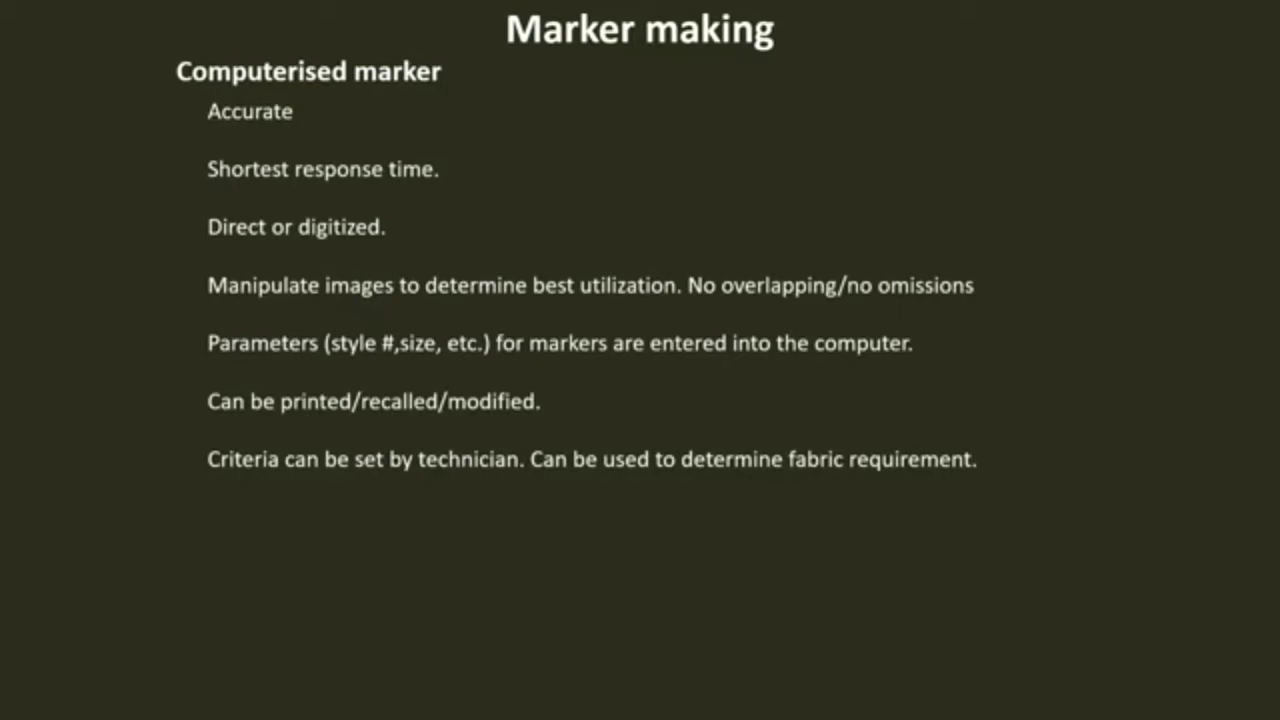 Marker making
Computerised marker
Accurate
Shortest response time.
Direct or digitized.
Manipulate images to determine best utilization. No overlapping/no omissions
Parameters (style #,size, etc.) for markers are entered into the computer.
Can be printed/recalled/modified.
Criteria can be set by technician. Can be used to determine fabric requirement.